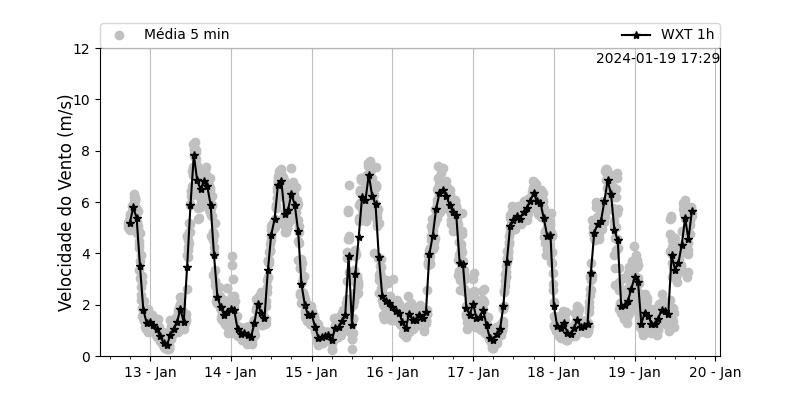 Média 5 min
WXT 1h
2024-01-19 17:29
Velocidade do Vento (m/s)
12
10
8
6
4
2
0
13 - Jan
14 - Jan
15 - Jan
16 - Jan
17 - Jan
18 - Jan
19 - Jan
20 - Jan